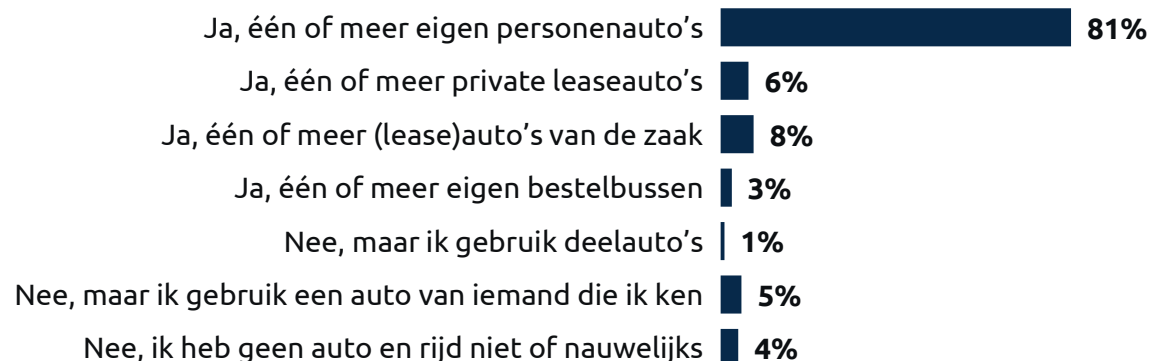 Ja, één of meer eigen personenauto’s 81%
Ja, één of meer private leaseauto’s 6%
Ja, één of meer (lease)auto’s van de zaak 8%
Ja, één of meer eigen bestelbussen 3%
Nee, maar ik gebruik deelauto’s 1%
Nee, maar ik gebruik een auto van iemand die ik ken 5%
Nee, ik heb geen auto en rijd niet of nauwelijks 4%